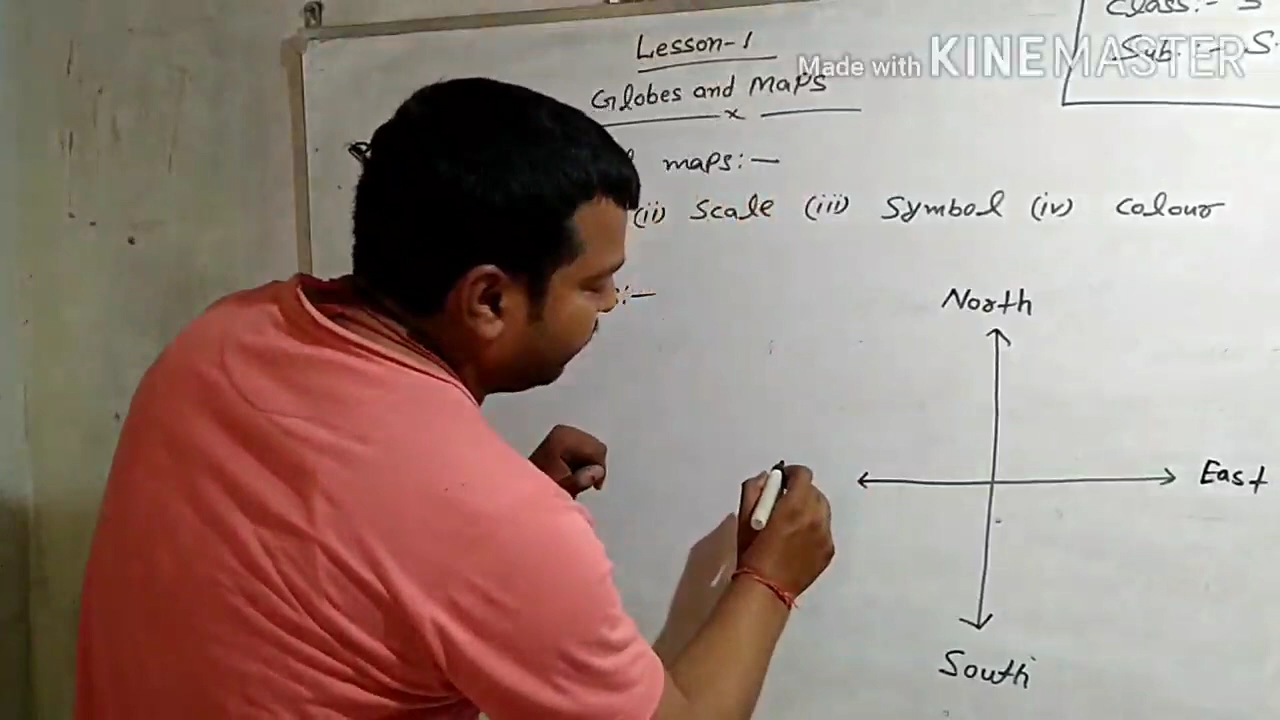 Lesson-1
Globes and Maps
x
Class:-
Sub.:- S.
Made with KINEMASTER
maps:—
(ii) Scale (iii) Symbol (iv) Colour
:—
North
East
South